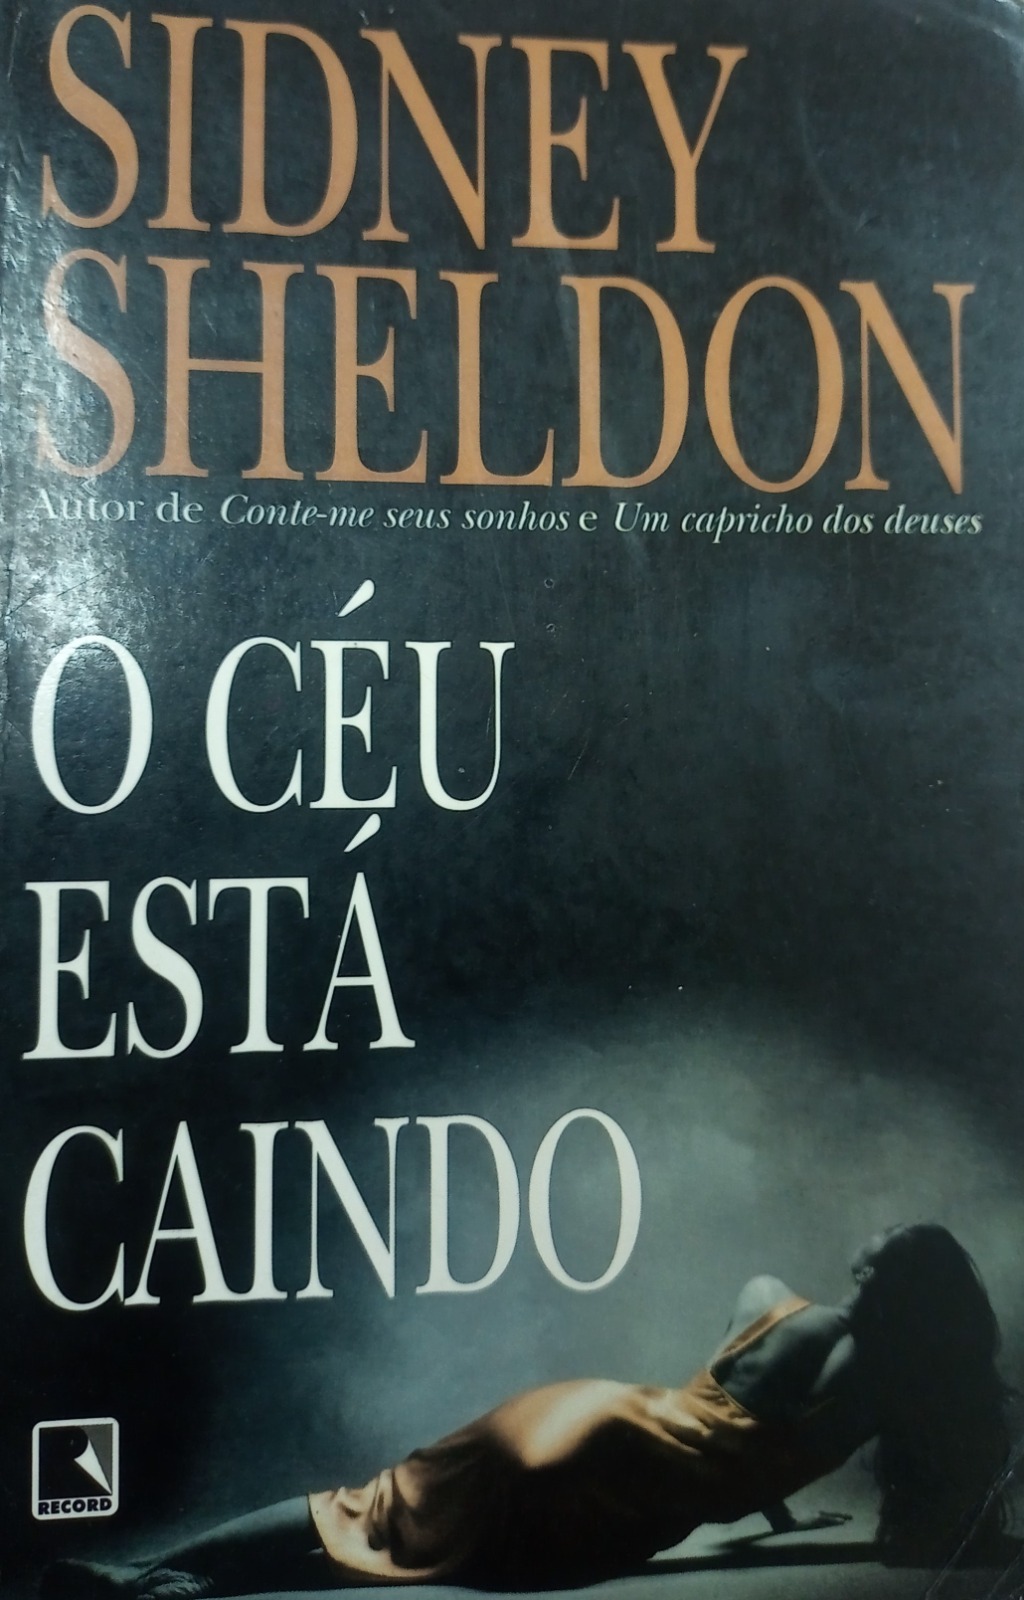 SIDNEY
SHELDON
Autor de Conte-me seus sonhos e Um capricho dos deuses
O CÉU
ESTÁ
CAINDO
R
RECORD